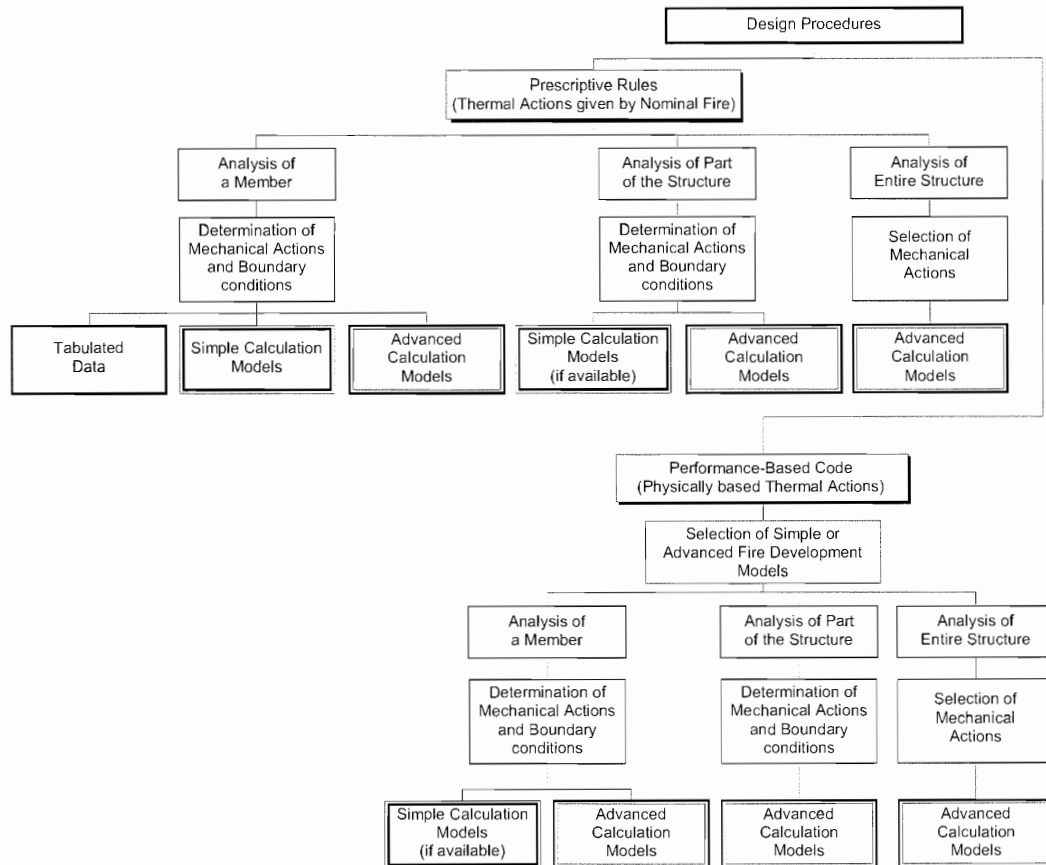 Design Procedures
Prescriptive Rules
(Thermal Actions given by Nominal Fire)
Analysis of
a Member
Analysis of Part
of the Structure
Analysis of
Entire Structure
Determination of
Mechanical Actions
and Boundary
conditions
Determination of
Mechanical Actions
and Boundary
conditions
Selection of
Mechanical
Actions
Tabulated
Data
Simple Calculation
Models
Advanced
Calculation
Models
Simple Calculation
Models
(if available)
Advanced
Calculation
Models
Advanced
Calculation
Models
Performance-Based Code
(Physically based Thermal Actions)
Selection of Simple or
Advanced Fire Development
Models
Analysis of
a Member
Analysis of Part
of the Structure
Analysis of
Entire Structure
Determination of
Mechanical Actions
and Boundary
conditions
Determination of
Mechanical Actions
and Boundary
conditions
Selection of
Mechanical
Actions
Simple Calculation
Models
(if available)
Advanced
Calculation
Models
Advanced
Calculation
Models
Advanced
Calculation
Models